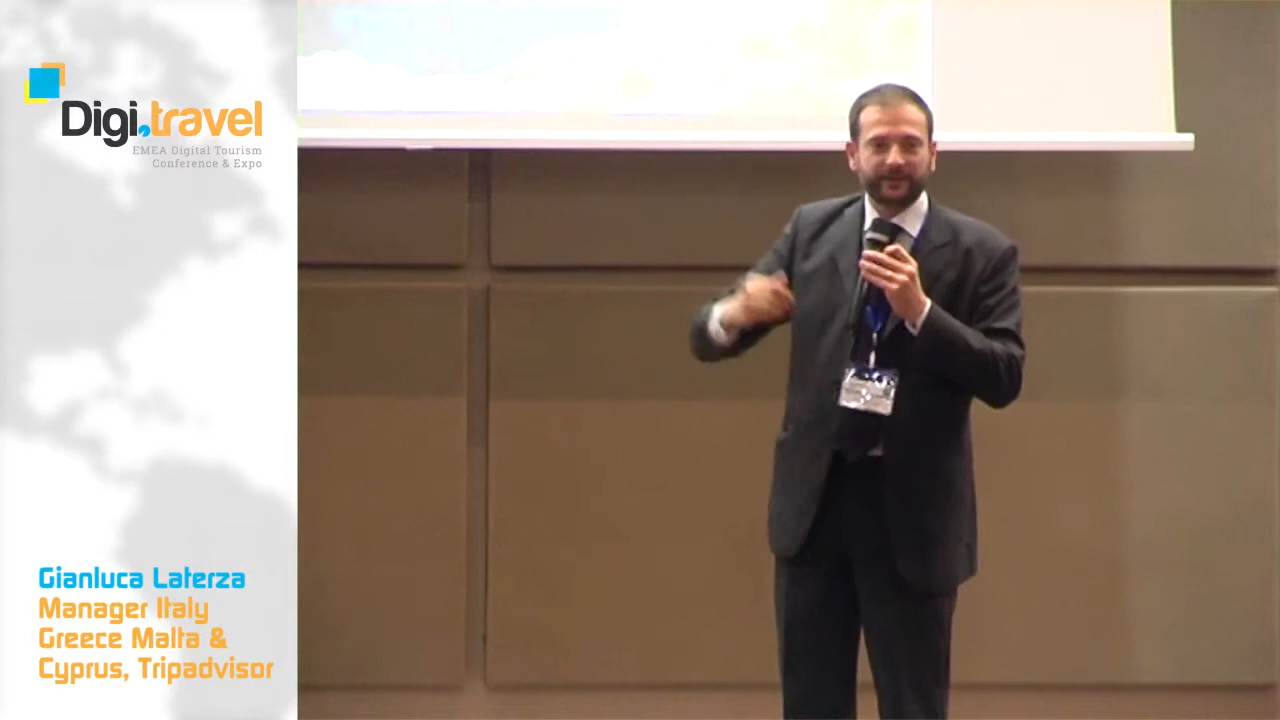 Digi.travel
EMEA Digital Tourism
Conference & Expo
Gianluca Laterza
Manager Italy
Greece Malta &
Cyprus, Tripadvisor